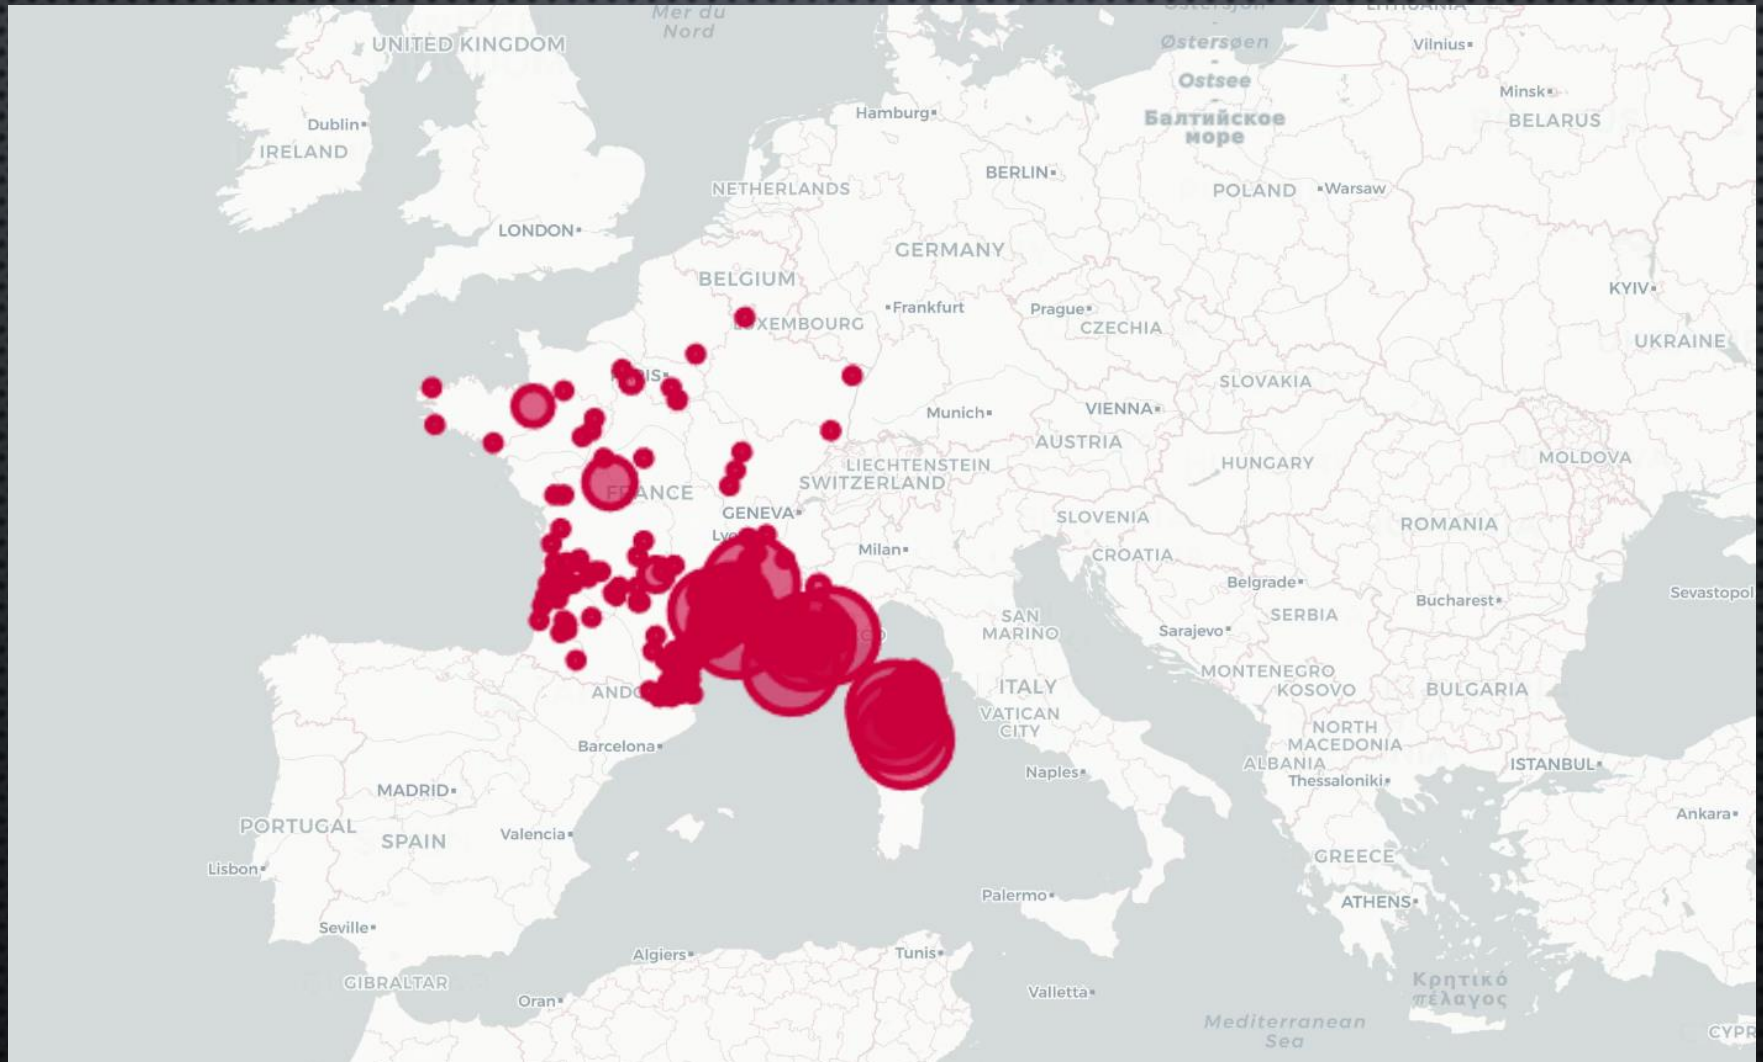 Mer du
Nord
UNITED KINGDOM
Østersøen
-
Ostsee
-
Балтийское
море
Vilnius
Minsk
BELARUS
Dublin
IRELAND
Hamburg
BERLIN
NETHERLANDS
POLAND
Warsaw
LONDON
GERMANY
BELGIUM
KYIV
Frankfurt
Prague
CZECHIA
UKRAINE
SLOVAKIA
Munich
VIENNA
AUSTRIA
LIECHTENSTEIN
SWITZERLAND
HUNGARY
MOLDOVA
FRANCE
GENEVA
SLOVENIA
ROMANIA
Milan
CROATIA
Belgrade
Bucharest
Sevastopol
SAN
MARINO
SERBIA
Sarajevo
MONTENEGRO
KOSOVO
BULGARIA
ITALY
VATICAN
CITY
NORTH
MACEDONIA
Barcelona
ALBANIA
Thessaloniki
ISTANBUL
Naples
MADRID
PORTUGAL
SPAIN
Valencia
Ankara
GREECE
Lisbon
Palermo
ATHENS
Seville
Algiers
Tunis
GIBRALTAR
Oran
Valletta
Κρητικό
πέλαγος
Mediterranean
Sea